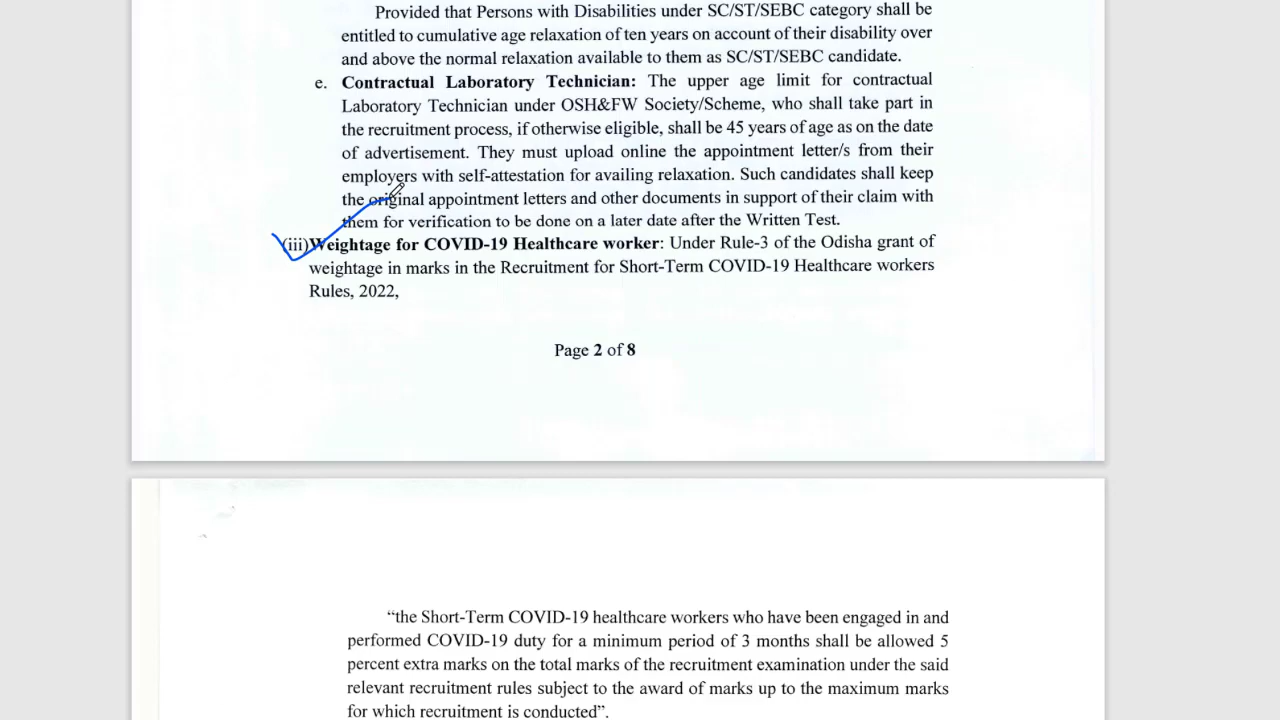 Provided that Persons with Disabilities under SC/ST/SEBC category shall be
entitled to cumulative age relaxation of ten years on account of their disability over
and above the normal relaxation available to them as SC/ST/SEBC candidate.
e. Contractual Laboratory Technician: The upper age limit for contractual
Laboratory Technician under OSH&FW Society/Scheme, who shall take part in
the recruitment process, if otherwise eligible, shall be 45 years of age as on the date
of advertisement. They must upload online the appointment letter/s from their
employers with self-attestation for availing relaxation. Such candidates shall keep
the original appointment letters and other documents in support of their claim with
them for verification to be done on a later date after the Written Test.
(iii)Weightage for COVID-19 Healthcare worker: Under Rule-3 of the Odisha grant of
weightage in marks in the Recruitment for Short-Term COVID-19 Healthcare workers
Rules, 2022,
Page 2 of 8
“the Short-Term COVID-19 healthcare workers who have been engaged in and
performed COVID-19 duty for a minimum period of 3 months shall be allowed 5
percent extra marks on the total marks of the recruitment examination under the said
relevant recruitment rules subject to the award of marks up to the maximum marks
for which recruitment is conducted”.